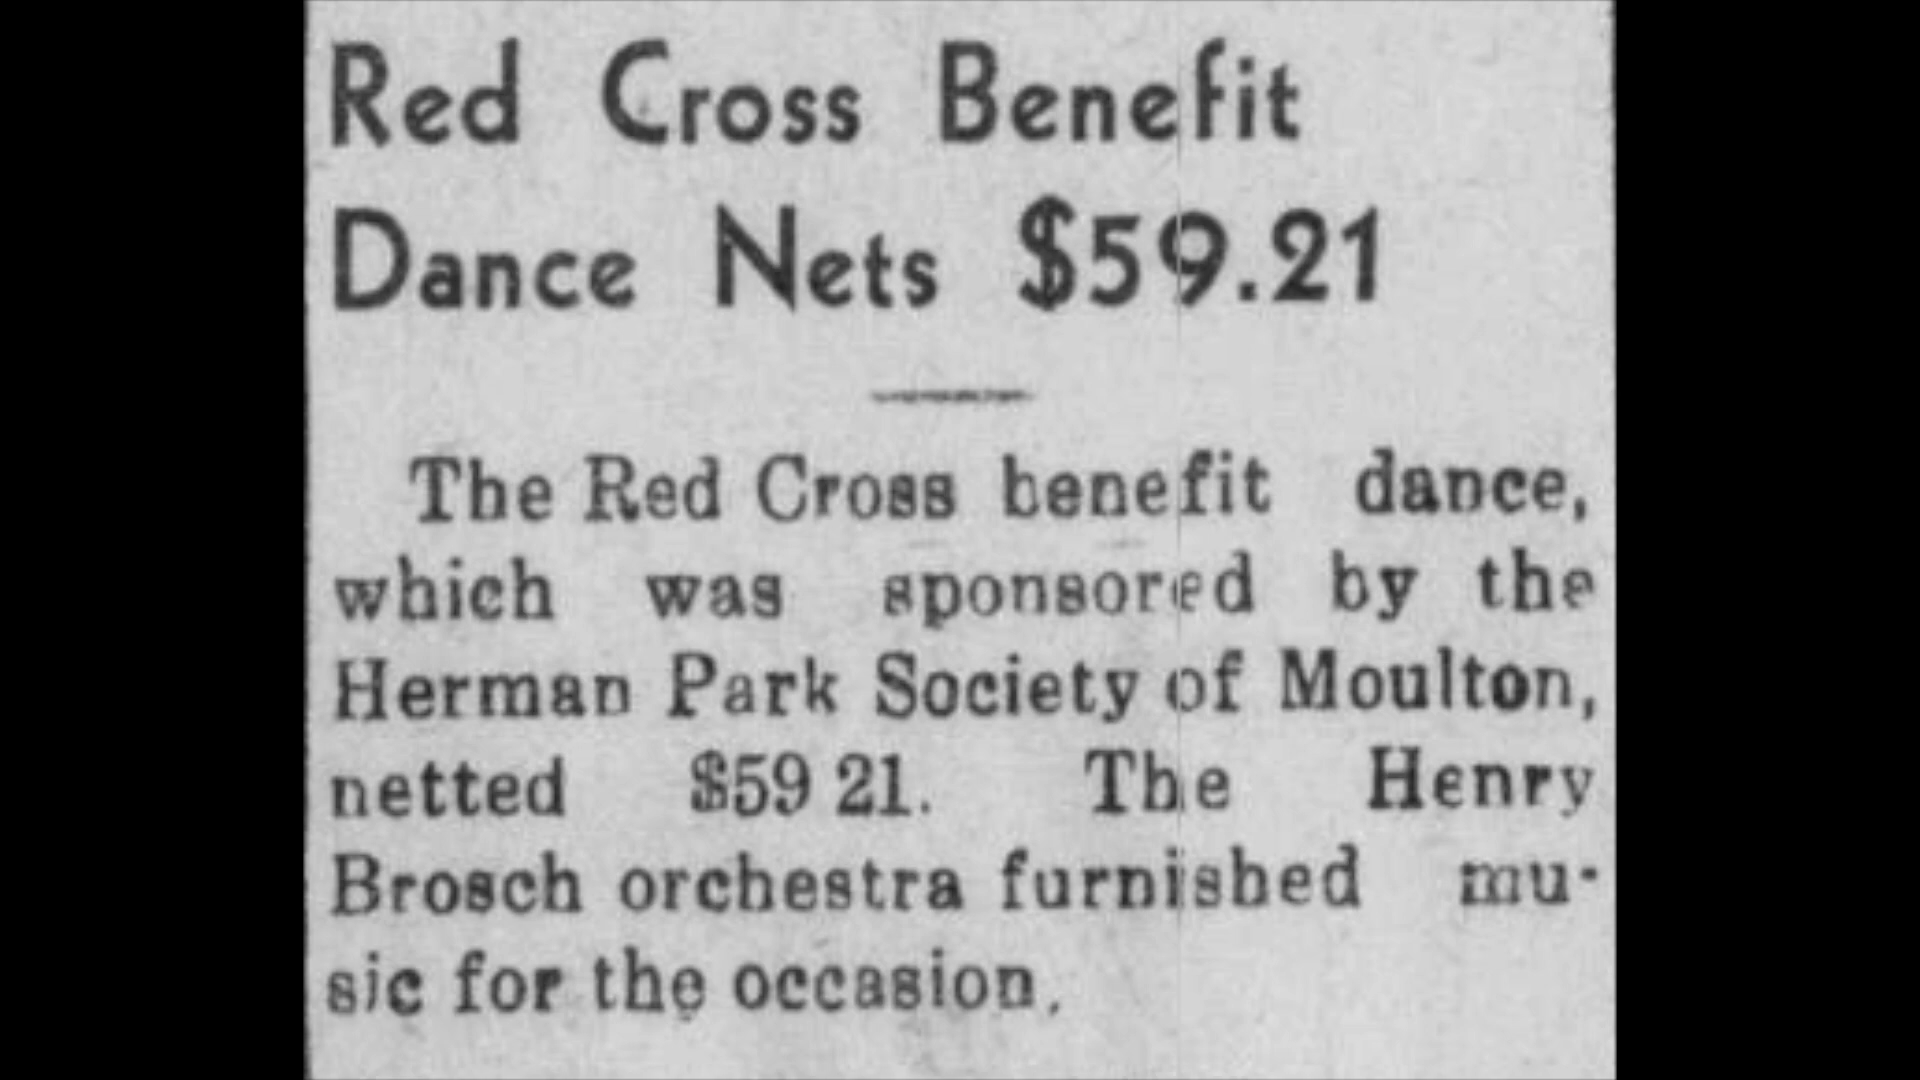 Red Cross Benefit
Dance Nets $59.21
The Red Cross benefit dance,
which was sponsored by the
Herman Park Society of Moulton,
netted $59 21. The Henry
Brosch orchestra furnished mu-
sic for the occasion.